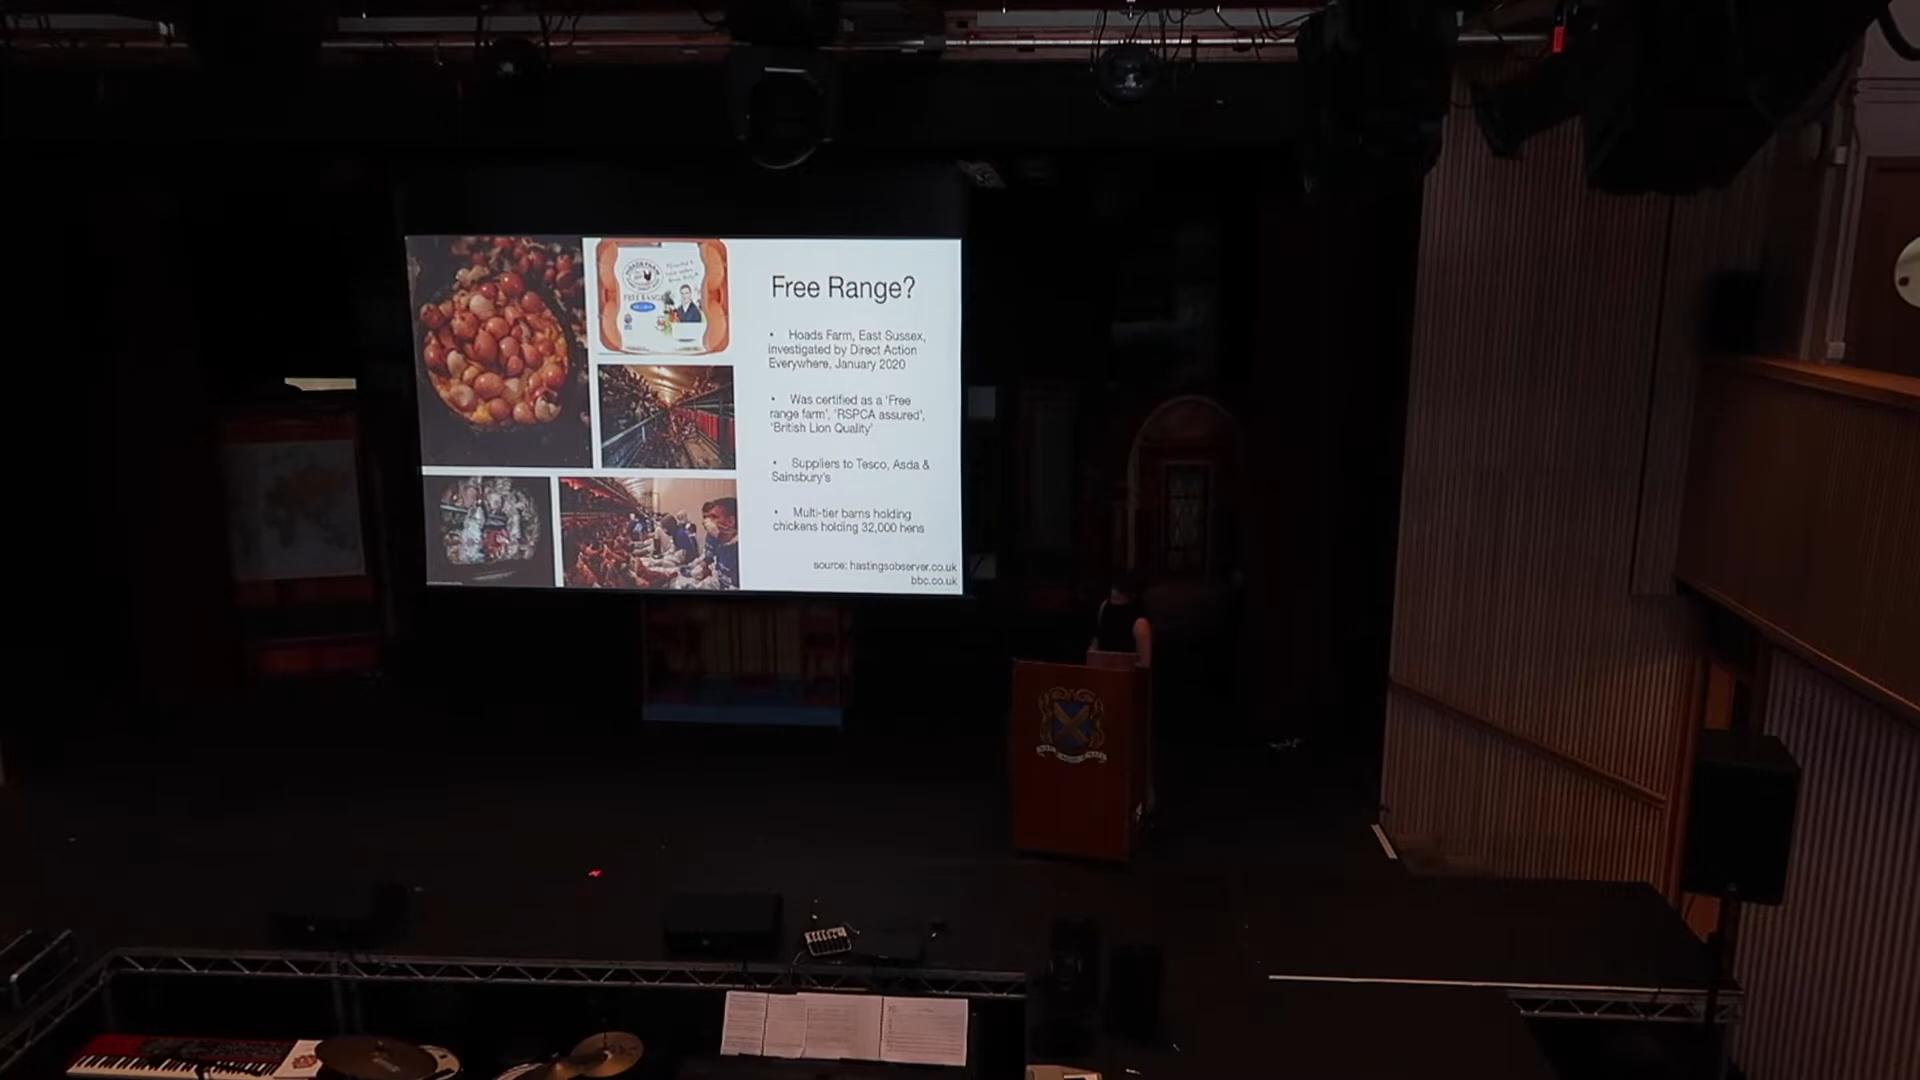 FREE RANGE
Free Range?
• Hoads Farm, East Sussex,
investigated by Direct Action
Everywhere, January 2020
• Was certified as a 'Free
range farm', 'RSPCA assured',
'British Lion Quality'
• Suppliers to Tesco, Asda &
Sainsbury's
• Multi-tier barns holding
chickens holding 32,000 hens
source: hastingsobserver.co.uk
bbc.co.uk